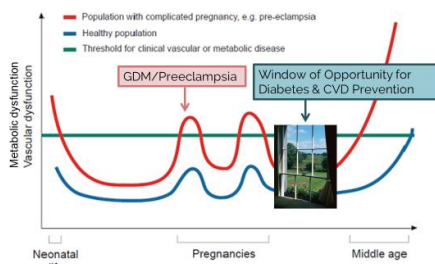 Population with complicated pregnancy, e.g. pre-eclampsia
Healthy population
Threshold for clinical vascular or metabolic disease
GDM/Preeclampsia
Window of Opportunity for
Diabetes & CVD Prevention
Metabolic dysfunction
Vascular dysfunction
Neonatal
Pregnancies
Middle age